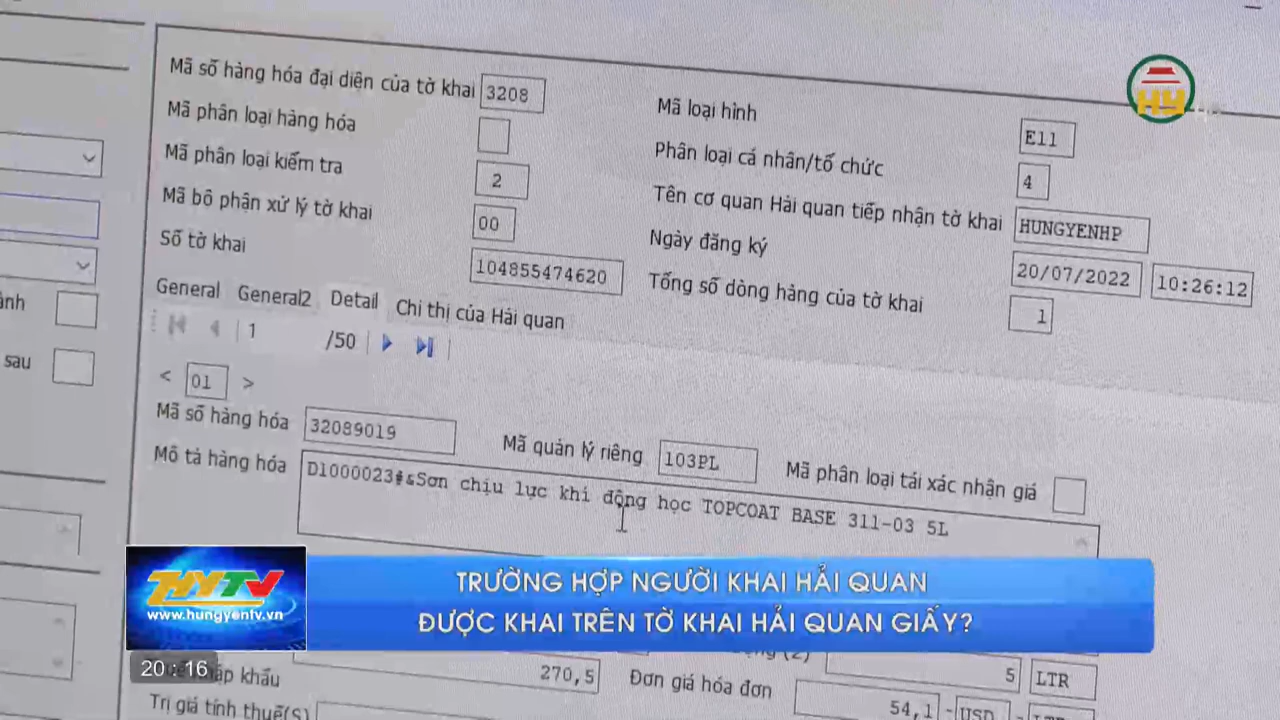 Mã số hàng hóa đại diện của tờ khai 3208
Mã loại hình E11
Mã phân loại hàng hóa
Phân loại cá nhân/tổ chức 4
Mã phân loại kiểm tra 2
Tên cơ quan Hải quan tiếp nhận tờ khai HUNGYENHP
Mã bộ phận xử lý tờ khai 00
Ngày đăng ký 20/07/2022 10:26:12
Số tờ khai 104855474620
Tổng số dòng hàng của tờ khai 1
General General2 Detail Chỉ thị của Hải quan
1 /50
sau
< 01 >
Mã số hàng hóa 32089019
Mã quản lý riêng 103PL
Mã phân loại tái xác nhận giá
Mô tả hàng hóa D1000023#&Sơn chịu lực khí động học TOPCOAT BASE 311-03 5L
HY
HYTV
www.hungyentv.vn
TRƯỜNG HỢP NGƯỜI KHAI HẢI QUAN
ĐƯỢC KHAI TRÊN TỜ KHAI HẢI QUAN GIẤY?
20:16
khẩu 270,5
(2) 5 LTR
Đơn giá hóa đơn 54,1 - USD - LTR
Trị giá tính thuế(S)